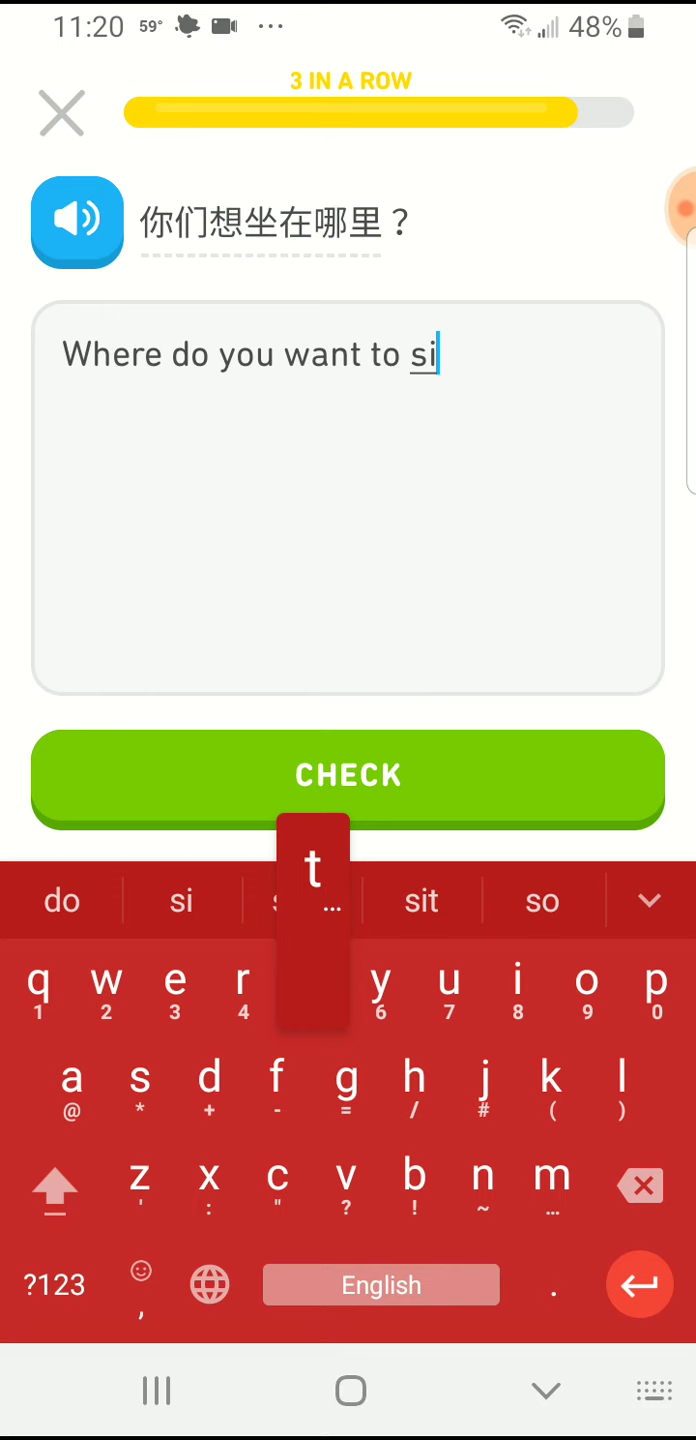 11:20 59° ... 48%
3 IN A ROW
你们想坐在哪里？
Where do you want to si
CHECK
t
...
do si sit so
q w e r y u i o p
1 2 3 4 6 7 8 9 0
a s d f g h j k l
@ * + - = / # ( )
z x c v b n m
' : " ? ! ~ ...
?123 , English .